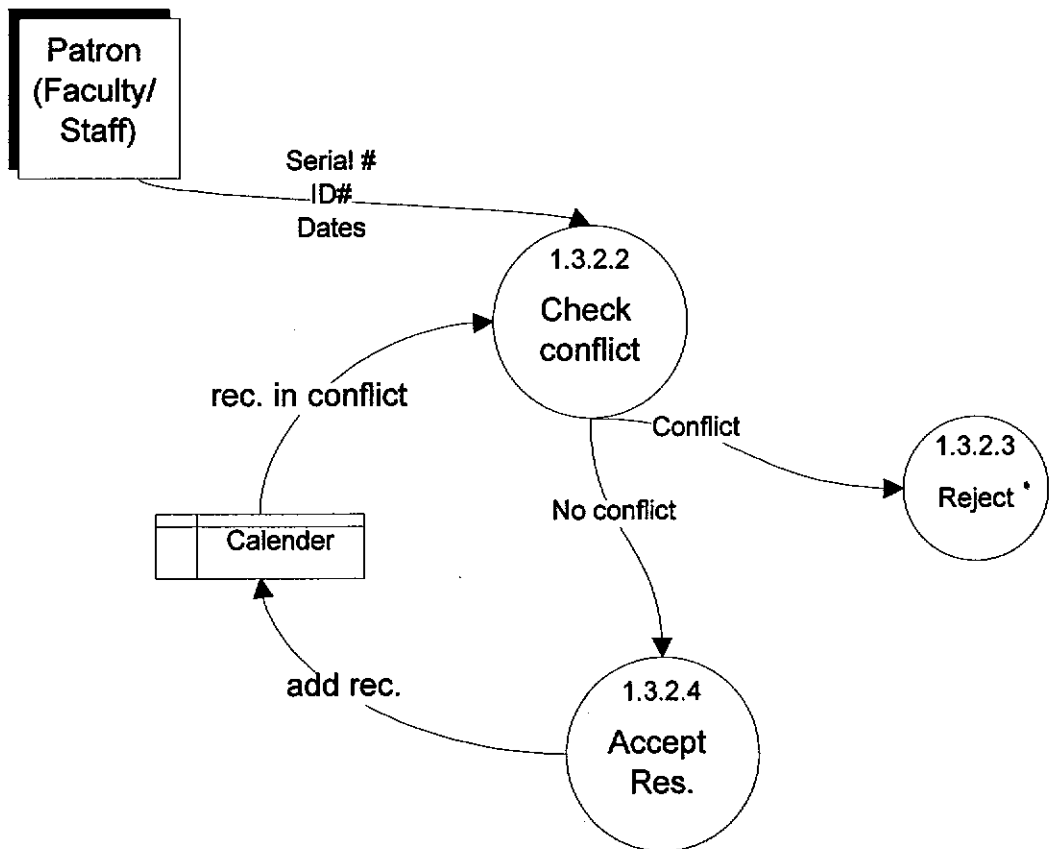 Patron
(Faculty/
Staff)
Serial #
ID#
Dates
1.3.2.2
Check
conflict
rec. in conflict
Conflict
1.3.2.3
Reject
No conflict
Calender
add rec.
1.3.2.4
Accept
Res.